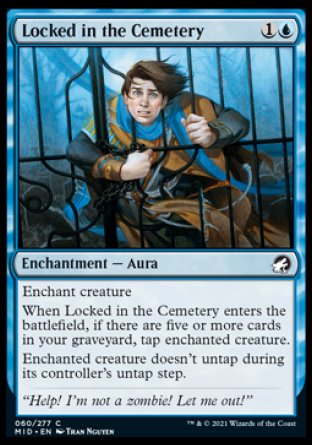 Locked in the Cemetery 1
Enchantment — Aura
Enchant creature
When Locked in the Cemetery enters the
battlefield, if there are five or more cards
in your graveyard, tap enchanted creature.
Enchanted creature doesn't untap during
its controller's untap step.
"Help! I'm not a zombie! Let me out!"
060/277 C
MID • EN TRAN NGUYEN
™ & © 2021 Wizards of the Coast